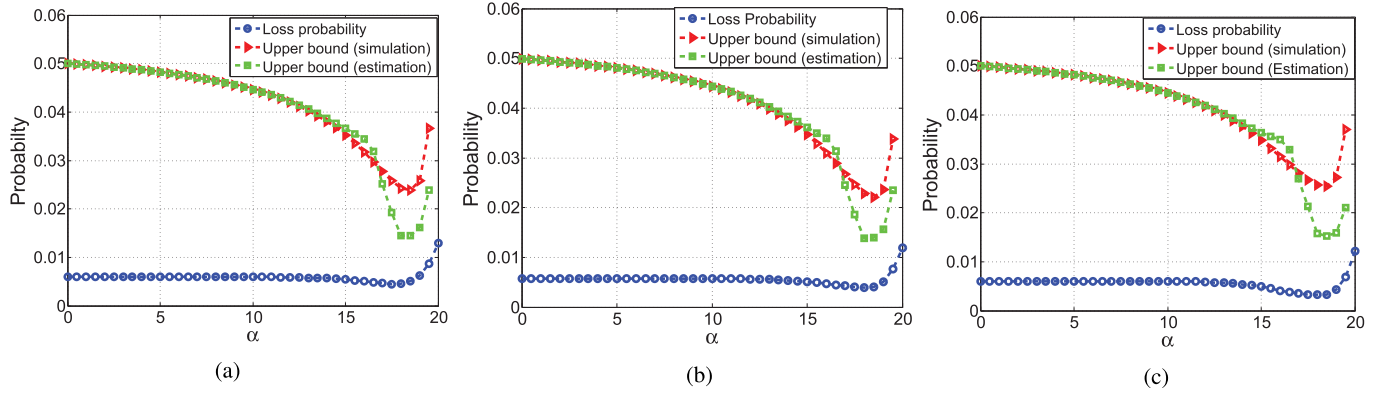 0.06
0.05
0.04
0.03
0.02
0.01
0
Probability
0 5 10 15 20
α
Loss probability
Upper bound (simulation)
Upper bound (estimation)
(a)
0.06
0.05
0.04
0.03
0.02
0.01
0
Probability
0 5 10 15 20
α
Loss Probability
Upper bound (simulation)
Upper bound (estimation)
(b)
0.06
0.05
0.04
0.03
0.02
0.01
0
Probability
0 5 10 15 20
α
Loss probability
Upper bound (simulation)
Upper bound (Estimation)
(c)